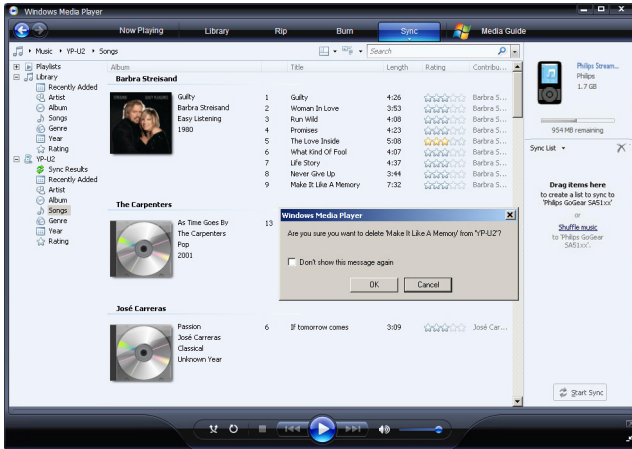 Windows Media Player
Now Playing Library Rip Burn Sync Media Guide
Music YP-U2 Songs Search
Playlists
Library
Recently Added
Artist
Album
Songs
Genre
Year
Rating
YP-U2
Sync Results
Recently Added
Artist
Album
Songs
Genre
Year
Rating
Album Title Length Rating Contribu...
Barbra Streisand
Guilty
Barbra Streisand
Easy Listening
1980
1 Guilty 4:26 Barbra S...
2 Woman In Love 3:53 Barbra S...
3 Run Wild 4:08 Barbra S...
4 Promises 4:23 Barbra S...
5 The Love Inside 5:08 Barbra S...
6 What Kind Of Fool 4:07 Barbra S...
7 Life Story 4:37 Barbra S...
8 Never Give Up 3:44 Barbra S...
9 Make It Like A Memory 7:32 Barbra S...
The Carpenters
As Time Goes By
The Carpenters
Pop
2001
13
José Carreras
Passion
José Carreras
Classical
Unknown Year
6 If tomorrow comes 3:09 José Car...
Windows Media Player
Are you sure you want to delete 'Make It Like A Memory' from 'YP-U2'?
Don't show this message again
OK Cancel
Philips Stream...
Philips
1.7 GB
954 MB remaining
Sync List
Drag items here
to create a list to sync to
'Philips GoGear SA51xx'
or
Shuffle music
to 'Philips GoGear
SA51xx'.
Start Sync